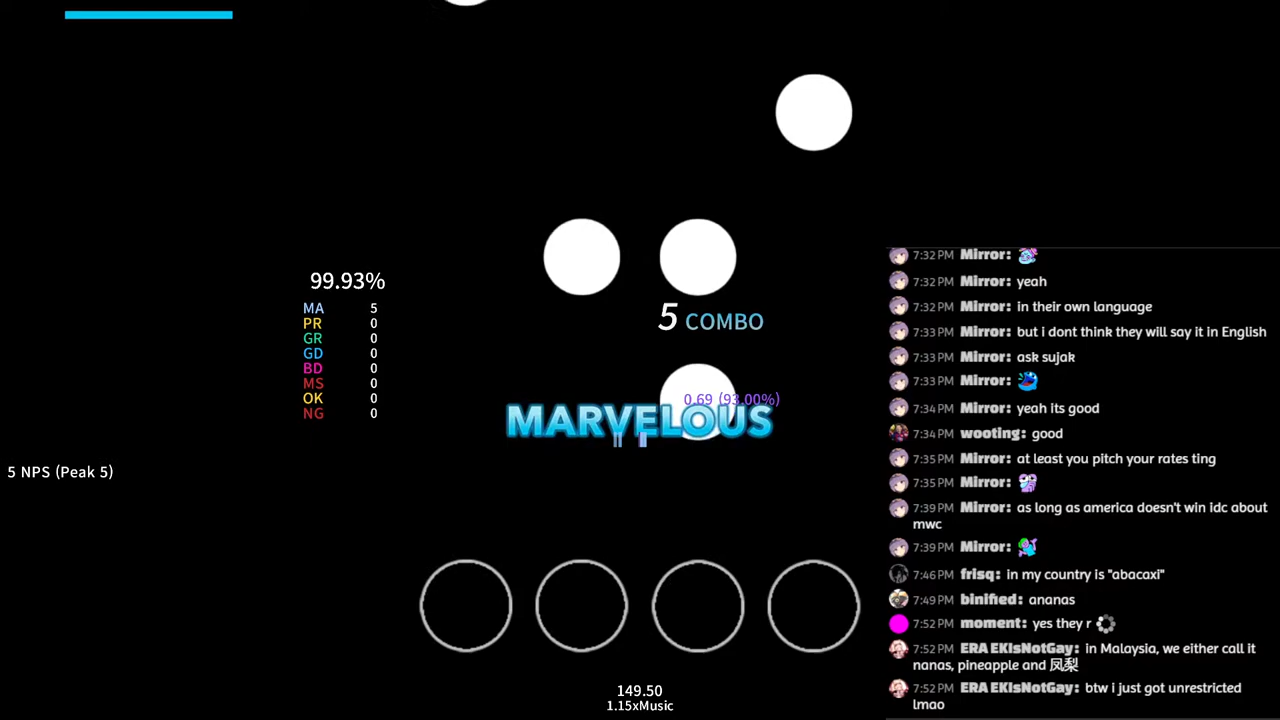 99.93%
MA 5
PR 0
GR 0
GD 0
BD 0
MS 0
OK 0
NG 0
5 NPS (Peak 5)
5 COMBO
0.69 (93.00%)
MARVELOUS
149.50
1.15xMusic
7:32 PM Mirror:
7:32 PM Mirror: yeah
7:32 PM Mirror: in their own language
7:33 PM Mirror: but i dont think they will say it in English
7:33 PM Mirror: ask sujak
7:33 PM Mirror:
7:34 PM Mirror: yeah its good
7:34 PM wooting: good
7:35 PM Mirror: at least you pitch your rates ting
7:35 PM Mirror:
7:39 PM Mirror: as long as america doesn't win idc about
mwc
7:39 PM Mirror:
7:46 PM frisq: in my country is "abacaxi"
7:49 PM binified: ananas
7:52 PM moment: yes they r
7:52 PM ERA EKIsNotGay: in Malaysia, we either call it
nanas, pineapple and 凤梨
7:52 PM ERA EKIsNotGay: btw i just got unrestricted
lmao